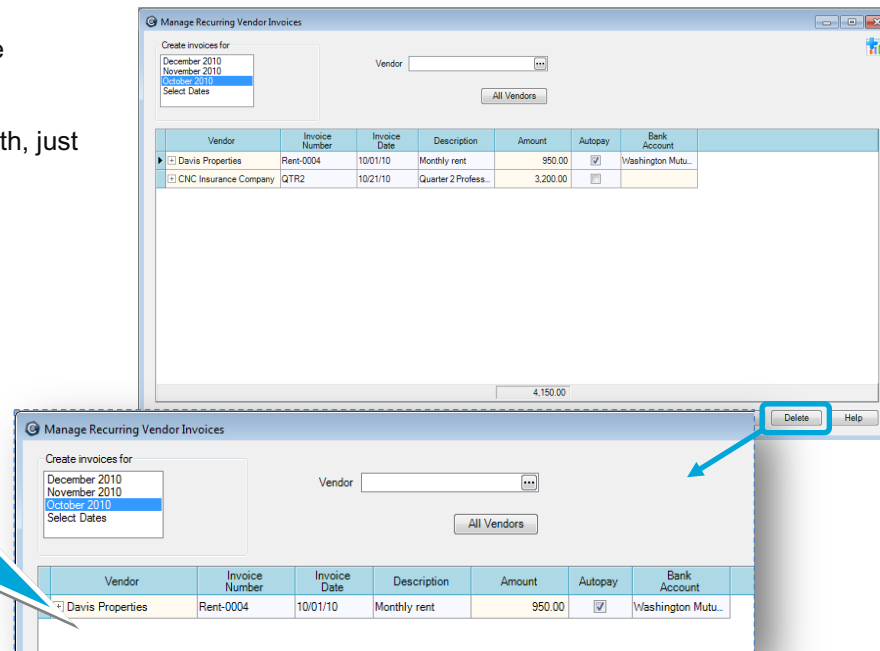 e
th, just
Manage Recurring Vendor Invoices
Create invoices for
December 2010
November 2010
October 2010
Select Dates
Vendor
All Vendors
Vendor Invoice Number Invoice Date Description Amount Autopay Bank Account
Davis Properties Rent-0004 10/01/10 Monthly rent 950.00 Washington Mutu...
CNC Insurance Company QTR2 10/21/10 Quarter 2 Profess... 3,200.00
4,150.00
Delete Help
Manage Recurring Vendor Invoices
Create invoices for
December 2010
November 2010
October 2010
Select Dates
Vendor
All Vendors
Vendor Invoice Number Invoice Date Description Amount Autopay Bank Account
Davis Properties Rent-0004 10/01/10 Monthly rent 950.00 Washington Mutu...